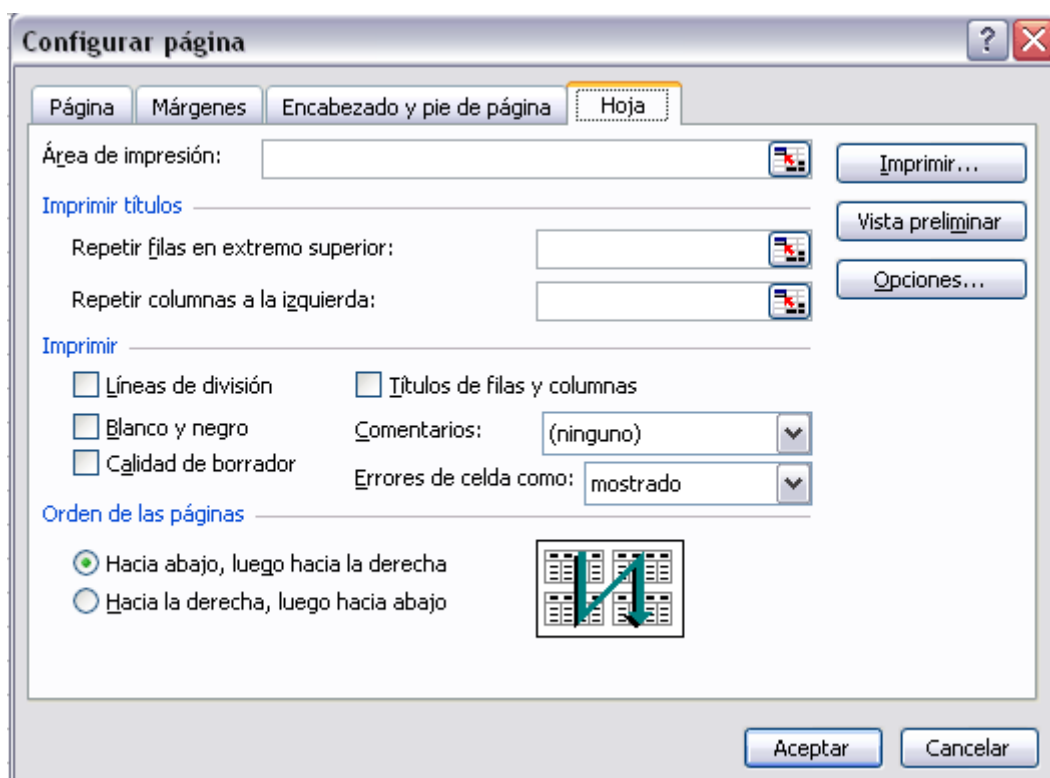 Configurar página
Página Márgenes Encabezado y pie de página Hoja
Área de impresión:
Imprimir...
Imprimir títulos
Vista preliminar
Repetir filas en extremo superior:
Opciones...
Repetir columnas a la izquierda:
Imprimir
Líneas de división Títulos de filas y columnas
Blanco y negro Comentarios: (ninguno)
Calidad de borrador Errores de celda como: mostrado
Orden de las páginas
Hacia abajo, luego hacia la derecha
Hacia la derecha, luego hacia abajo
Aceptar Cancelar